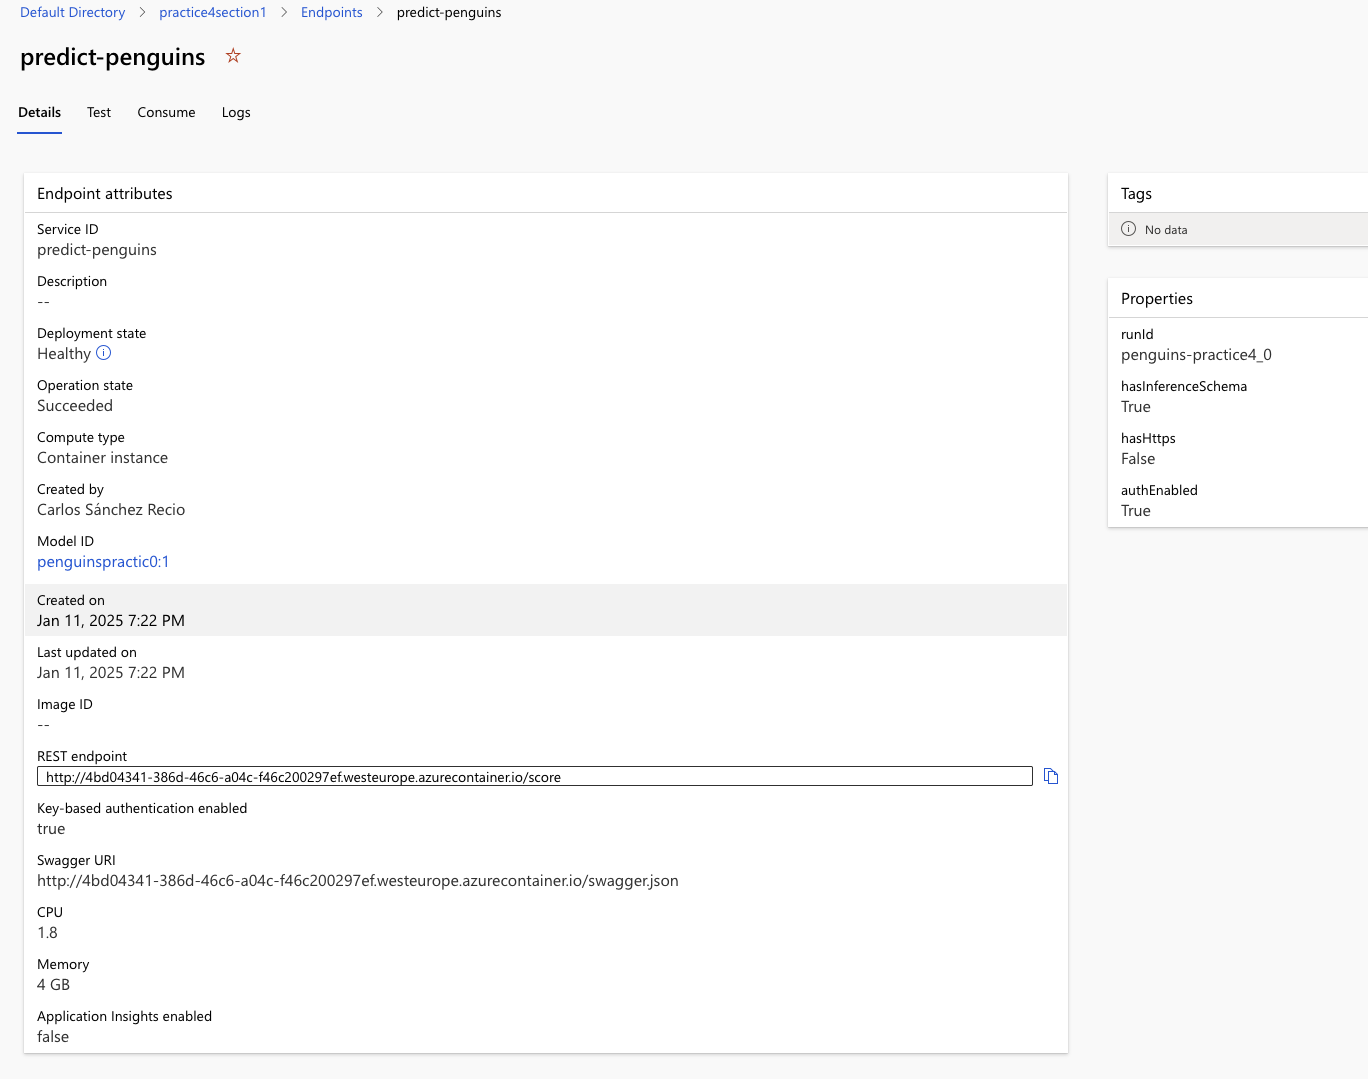 Default Directory > practice4section1 > Endpoints > predict-penguins
predict-penguins
Details Test Consume Logs
Endpoint attributes
Service ID
predict-penguins
Description
--
Deployment state
Healthy
Operation state
Succeeded
Compute type
Container instance
Created by
Carlos Sánchez Recio
Model ID
penguinspractic0:1
Created on
Jan 11, 2025 7:22 PM
Last updated on
Jan 11, 2025 7:22 PM
Image ID
--
REST endpoint
http://4bd04341-386d-46c6-a04c-f46c200297ef.westeurope.azurecontainer.io/score
Key-based authentication enabled
true
Swagger URI
http://4bd04341-386d-46c6-a04c-f46c200297ef.westeurope.azurecontainer.io/swagger.json
CPU
1.8
Memory
4 GB
Application Insights enabled
false
Tags
No data
Properties
runId
penguins-practice4_0
hasInferenceSchema
True
hasHttps
False
authEnabled
True